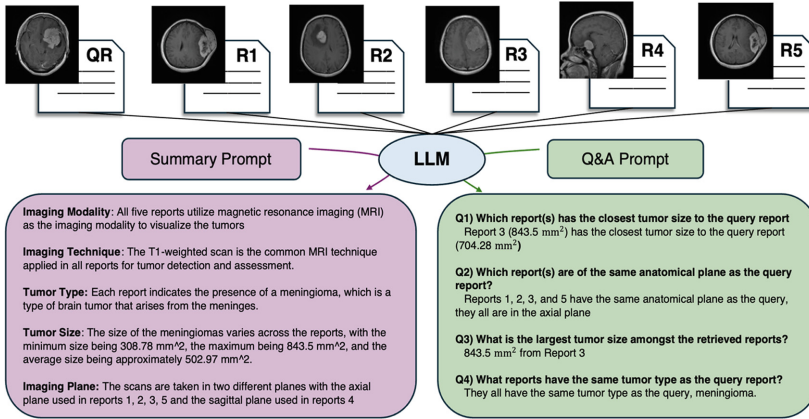 QR
R1
R2
R3
R4
R5
Summary Prompt
LLM
Q&A Prompt
Imaging Modality: All five reports utilize magnetic resonance imaging (MRI)
as the imaging modality to visualize the tumors
Imaging Technique: The T1-weighted scan is the common MRI technique
applied in all reports for tumor detection and assessment.
Tumor Type: Each report indicates the presence of a meningioma, which is a
type of brain tumor that arises from the meninges.
Tumor Size: The size of the meningiomas varies across the reports, with the
minimum size being 308.78 mm^2, the maximum being 843.5 mm^2, and the
average size being approximately 502.97 mm^2.
Imaging Plane: The scans are taken in two different planes with the axial
plane used in reports 1, 2, 3, 5 and the sagittal plane used in reports 4
Q1) Which report(s) has the closest tumor size to the query report
Report 3 (843.5 mm²) has the closest tumor size to the query report
(704.28 mm²)
Q2) Which report(s) are of the same anatomical plane as the query
report?
Reports 1, 2, 3, and 5 have the same anatomical plane as the query,
they all are in the axial plane
Q3) What is the largest tumor size amongst the retrieved reports?
843.5 mm² from Report 3
Q4) What reports have the same tumor type as the query report?
They all have the same tumor type as the query, meningioma.